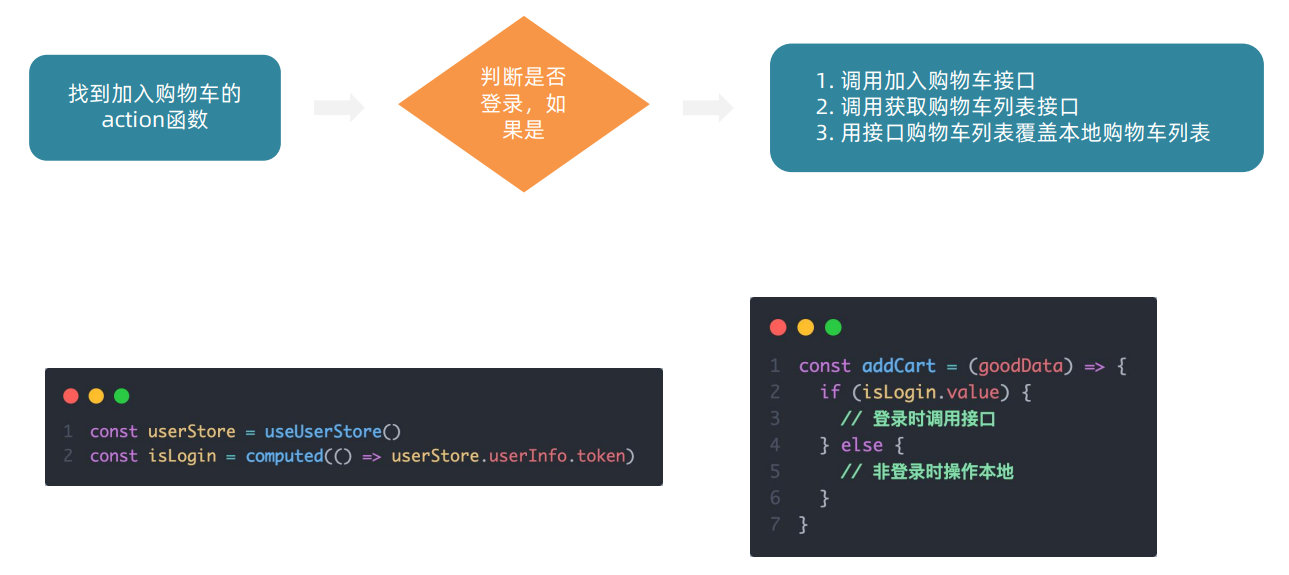 找到加入购物车的
action函数
判断是否
登录，如
果是
1. 调用加入购物车接口
2. 调用获取购物车列表接口
3. 用接口购物车列表覆盖本地购物车列表
1 const userStore = useUserStore()
2 const isLogin = computed(() => userStore.userInfo.token)
1 const addCart = (goodData) => {
2   if (isLogin.value) {
3     // 登录时调用接口
4   } else {
5     // 非登录时操作本地
6   }
7 }